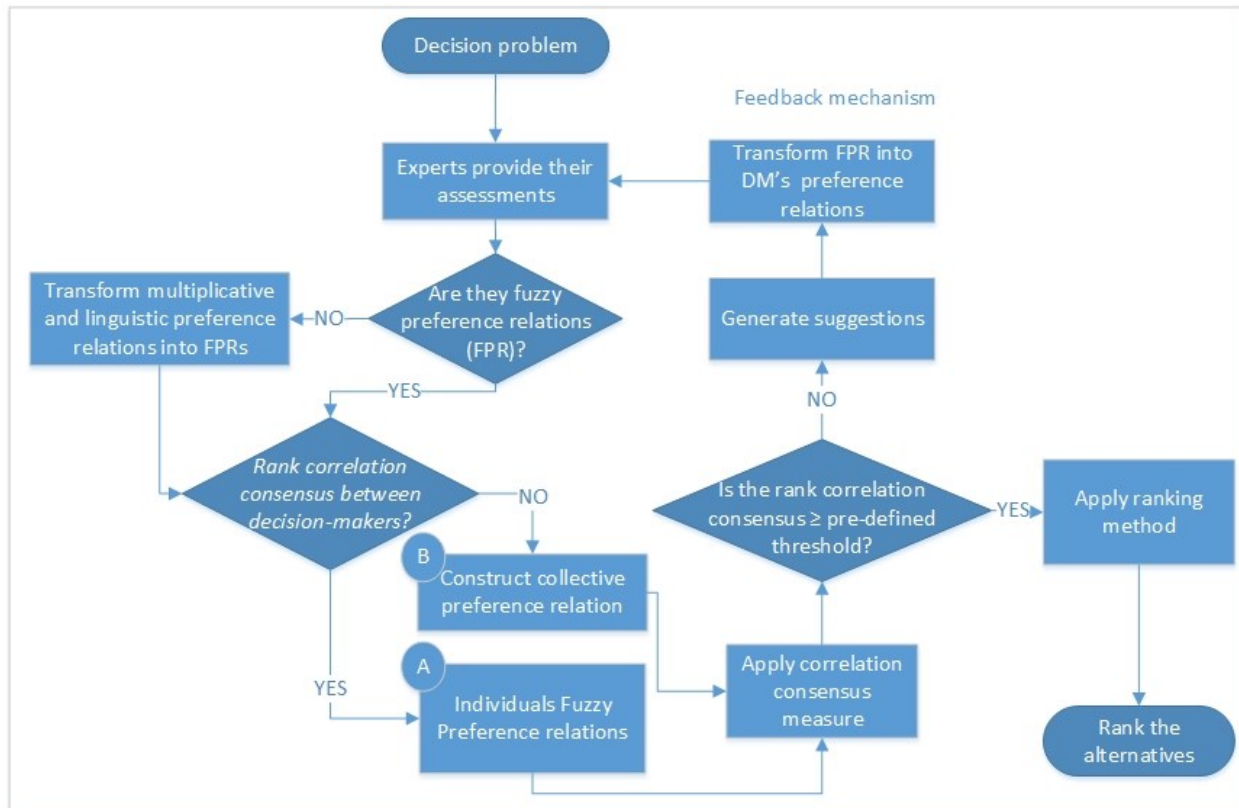 Decision problem
Feedback mechanism
Experts provide their
assessments
Transform FPR into
DM's preference
relations
Transform multiplicative
and linguistic preference
relations into FPRs
NO
Are they fuzzy
preference relations
(FPR)?
Generate suggestions
YES
NO
Rank correlation
consensus between
decision-makers?
NO
Is the rank correlation
consensus ≥ pre-defined
threshold?
YES
Apply ranking
method
B
Construct collective
preference relation
A
YES
Individuals Fuzzy
Preference relations
Apply correlation
consensus
measure
Rank the
alternatives